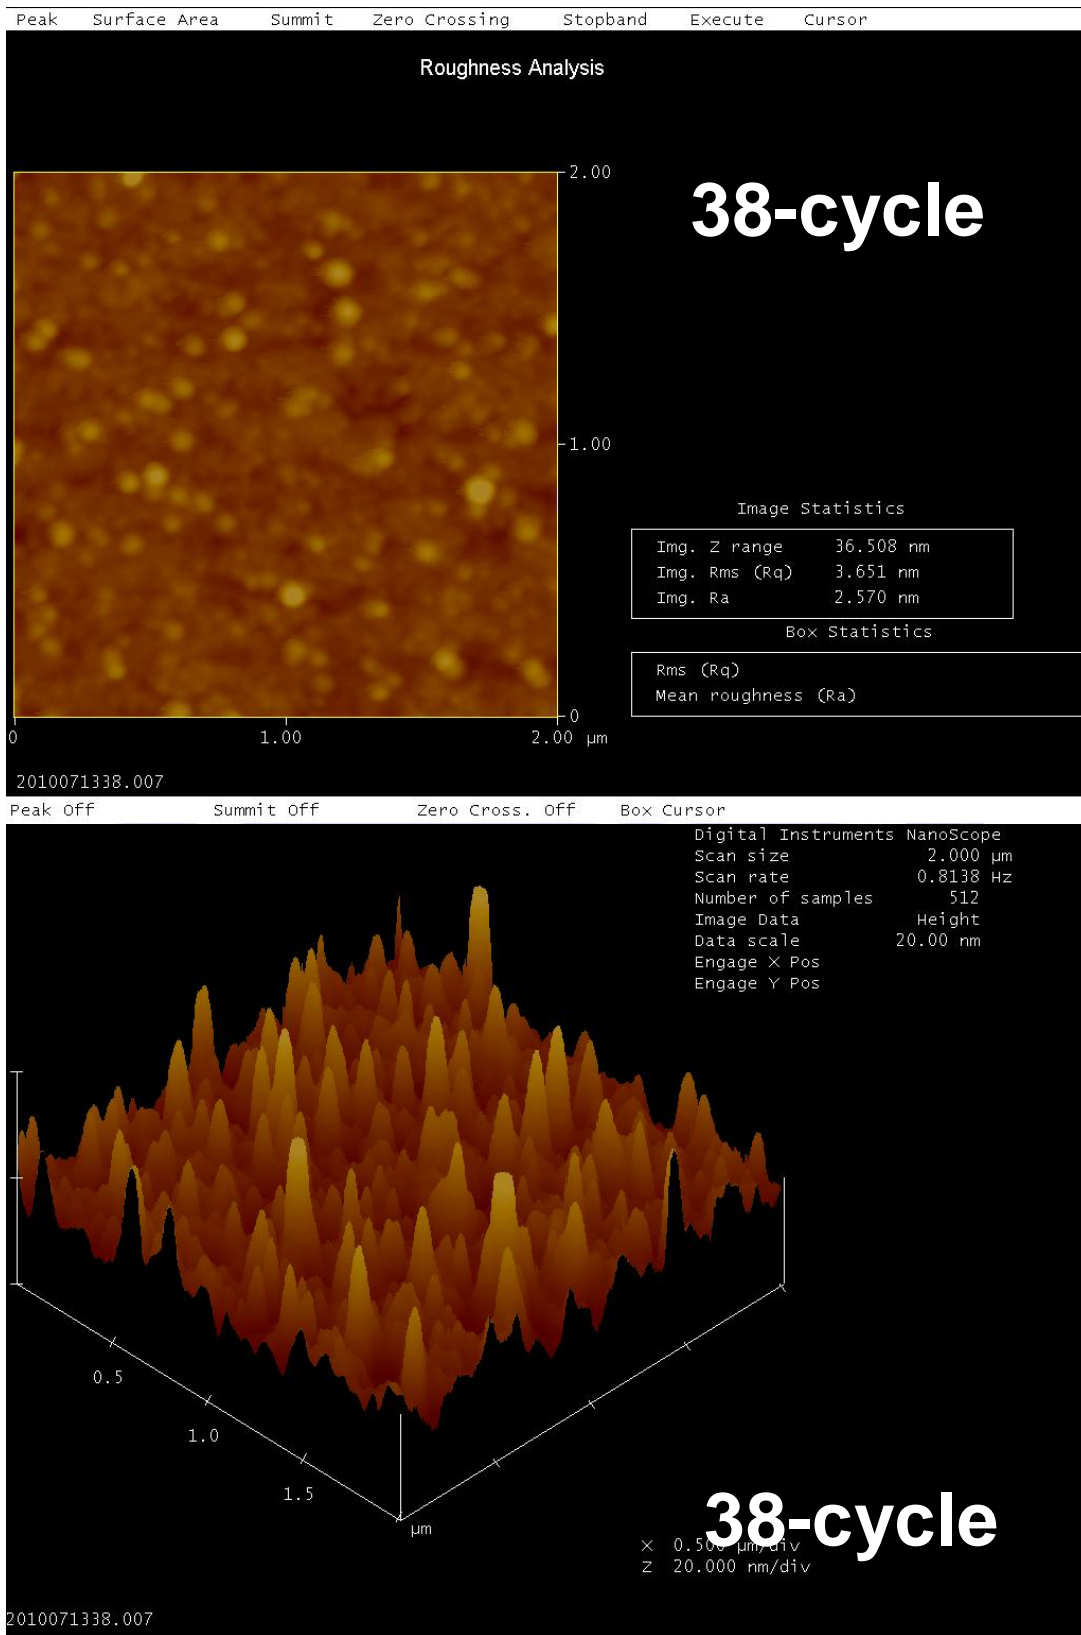 Peak Surface Area Summit Zero Crossing Stopband Execute Cursor
Roughness Analysis
38-cycle
2.00
1.00
0
0 1.00 2.00 µm
Image Statistics
Img. Z range 36.508 nm
Img. Rms (Rq) 3.651 nm
Img. Ra 2.570 nm
Box Statistics
Rms (Rq)
Mean roughness (Ra)
2010071338.007
Peak Off Summit Off Zero Cross. Off Box Cursor
Digital Instruments NanoScope
Scan size 2.000 µm
Scan rate 0.8138 Hz
Number of samples 512
Image Data Height
Data scale 20.00 nm
Engage X Pos
Engage Y Pos
0.5
1.0
1.5
µm
38-cycle
X 0.500 µm/div
Z 20.000 nm/div
2010071338.007